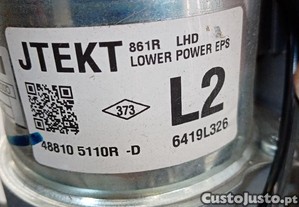 JTEKT
861R LHD
LOWER POWER EPS
L2
373
6419L326
48810 5110R -D
CustoJusto.pt